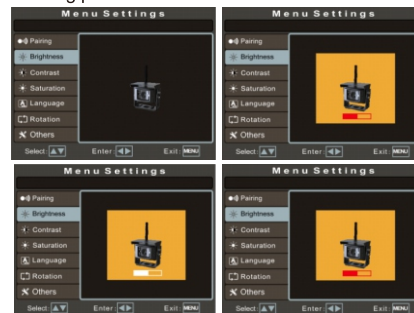 Menu Settings
Pairing
Brightness
Contrast
Saturation
Language
Rotation
Others
Select: Enter: Exit: MENU
Menu Settings
Pairing
Brightness
Contrast
Saturation
Language
Rotation
Others
Select: Enter: Exit: MENU
Menu Settings
Pairing
Brightness
Contrast
Saturation
Language
Rotation
Others
Select: Enter: Exit: MENU
Menu Settings
Pairing
Brightness
Contrast
Saturation
Language
Rotation
Others
Select: Enter: Exit: MENU